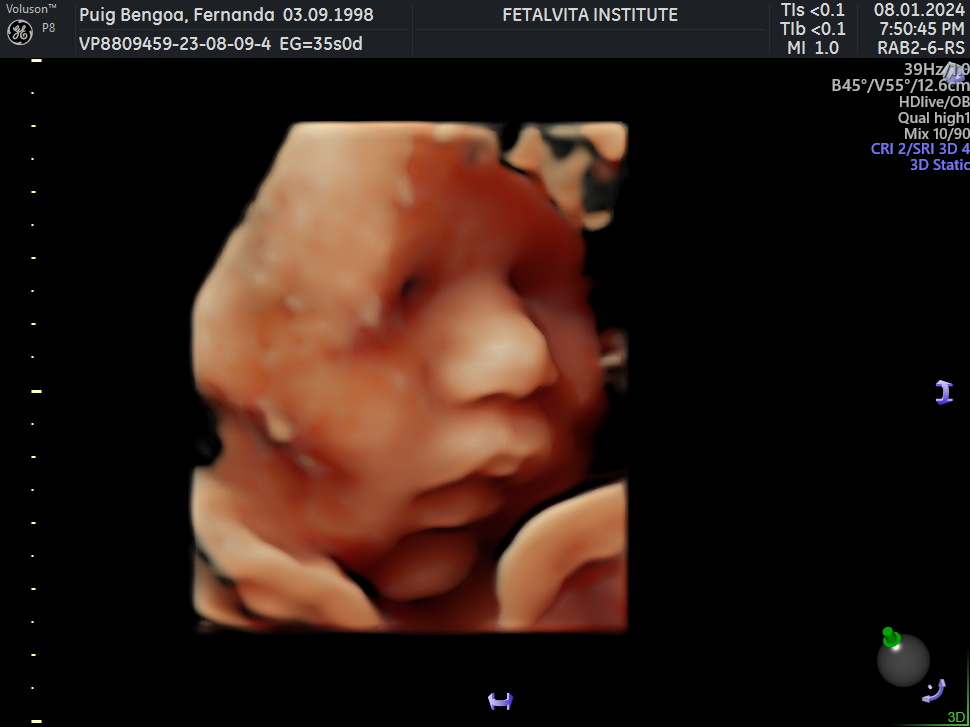 Voluson™
P8
Puig Bengoa, Fernanda 03.09.1998
VP8809459-23-08-09-4 EG=35s0d
FETALVITA INSTITUTE
TIs <0.1
TIb <0.1
MI 1.0
08.01.2024
7:50:45 PM
RAB2-6-RS
39Hz/1.0
B45°/V55°/12.6cm
HDlive/OB
Qual high1
Mix 10/90
CRI 2/SRI 3D 4
3D Static
3D